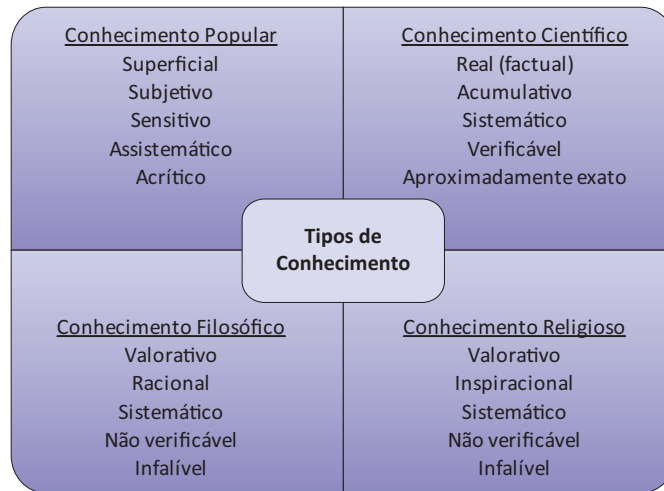 Conhecimento Popular
Superficial
Subjetivo
Sensitivo
Assistemático
Acrítico
Conhecimento Científico
Real (factual)
Acumulativo
Sistemático
Verificável
Aproximadamente exato
Tipos de
Conhecimento
Conhecimento Filosófico
Valorativo
Racional
Sistemático
Não verificável
Infalível
Conhecimento Religioso
Valorativo
Inspiracional
Sistemático
Não verificável
Infalível